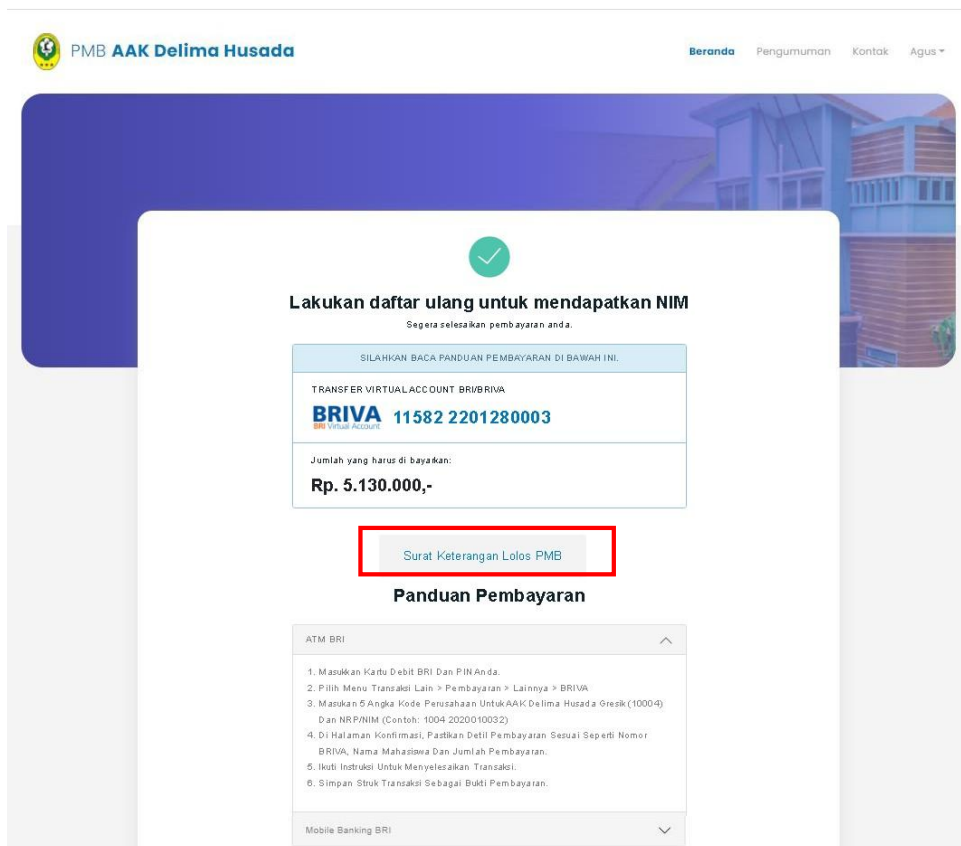 PMB AAK Delima Husada
Beranda Pengumuman Kontak Agus
Lakukan daftar ulang untuk mendapatkan NIM
Segera selesaikan pembayaran anda.
SILAHKAN BACA PANDUAN PEMBAYARAN DI BAWAH INI.
TRANSFER VIRTUAL ACCOUNT BRI/BRIVA
BRIVA 11582 2201280003
BRI Virtual Account
Jumlah yang harus di bayarkan:
Rp. 5.130.000,-
Surat Keterangan Lolos PMB
Panduan Pembayaran
ATM BRI
1. Masukkan Kartu Debit BRI Dan PIN Anda.
2. Pilih Menu Transaksi Lain > Pembayaran > Lainnya > BRIVA
3. Masukan 5 Angka Kode Perusahaan Untuk AAK Delima Husada Gresik (10004)
Dan NRP/NIM (Contoh: 1004 2020010032)
4. Di Halaman Konfirmasi, Pastikan Detil Pembayaran Sesuai Seperti Nomor
BRIVA, Nama Mahasiswa Dan Jumlah Pembayaran.
5. Ikuti Instruksi Untuk Menyelesaikan Transaksi.
6. Simpan Struk Transaksi Sebagai Bukti Pembayaran.
Mobile Banking BRI